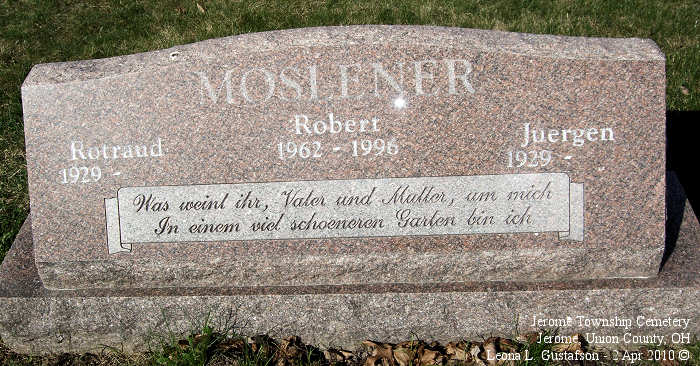 MOSLENER
Rotraud
1929 -
Robert
1962 - 1996
Juergen
1929 -
Was weint ihr, Vater und Mutter, um mich
In einem viel schoeneren Garten bin ich
Jerome Township Cemetery
Jerome, Union County, OH
Leona L. Gustafson - 2 Apr 2010 ©